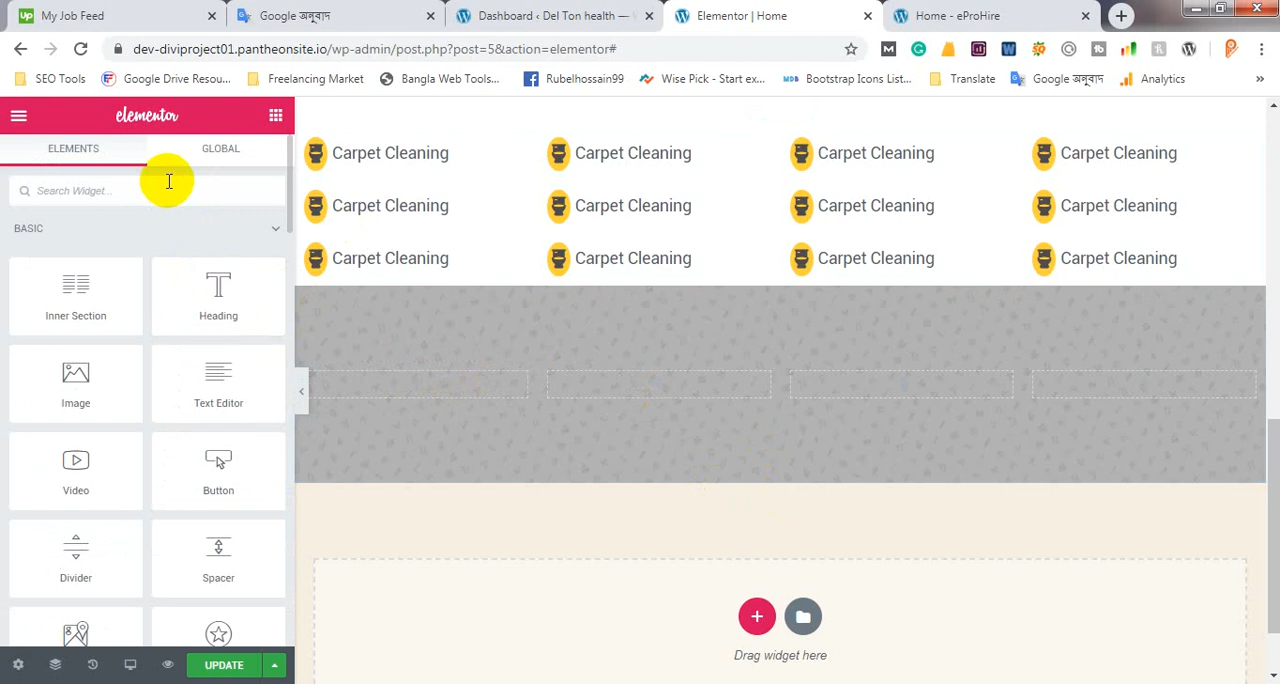 My Job Feed
Google अनुवाद
Dashboard ‹ Del Ton health —
Elementor | Home
Home - eProHire
dev-diviproject01.pantheonsite.io/wp-admin/post.php?post=5&action=elementor#
SEO Tools
Google Drive Resou...
Freelancing Market
Bangla Web Tools...
Rubelhossain99
Wise Pick - Start ex...
Bootstrap Icons List...
Translate
Google अनुवाद
Analytics
elementor
ELEMENTS
GLOBAL
Search Widget...
BASIC
Inner Section
Heading
Image
Text Editor
Video
Button
Divider
Spacer
UPDATE
Carpet Cleaning Carpet Cleaning Carpet Cleaning Carpet Cleaning
Carpet Cleaning Carpet Cleaning Carpet Cleaning Carpet Cleaning
Carpet Cleaning Carpet Cleaning Carpet Cleaning Carpet Cleaning
Drag widget here